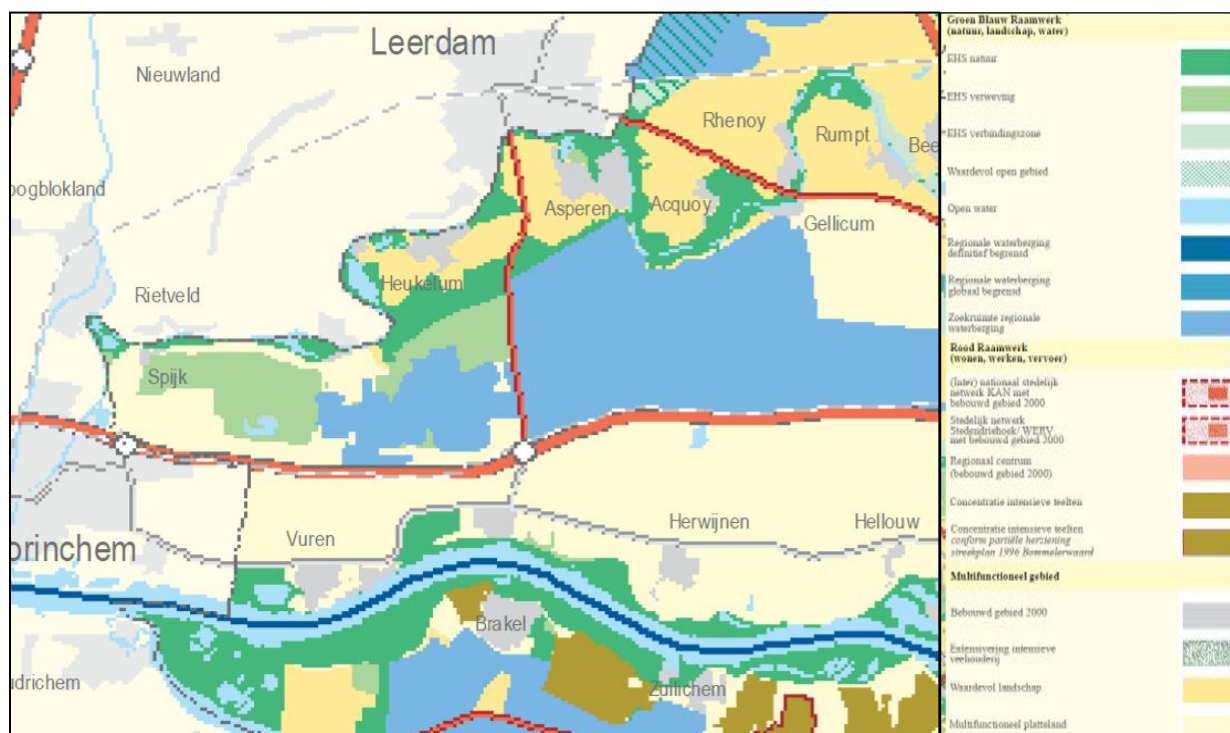 Leerdam
Nieuwland
Rhenoy
Rumpt
Bee
oogblokland
Asperen
Acquoy
Gellicum
Heukelum
Rietveld
Spijk
Herwijnen
Hellouw
Vuren
orinchem
Brakel
udrichem
Zuilichem
Groen Blauw Raamwerk
(natuur, landschap, water)
EHS natuur
EHS verweving
EHS verbindingszone
Waardevol open gebied
Open water
Regionale waterberging
definitief begrensd
Regionale waterberging
globaal begrensd
Zoekruimte regionale
waterberging
Rood Raamwerk
(wonen, werken, vervoer)
(Inter) nationaal stedelijk
netwerk KAN met
bebouwd gebied 2000
Stedelijk netwerk
Stedendriehoek/ WERV
met bebouwd gebied 2000
Regionaal centrum
(bebouwd gebied 2000)
Concentratie intensieve teelten
Concentratie intensieve teelten
conform partiële herziening
streekplan 1996 Bommelerwaard
Multifunctioneel gebied
Bebouwd gebied 2000
Extensivering intensieve
veehouderij
Waardevol landschap
Multifunctioneel platteland